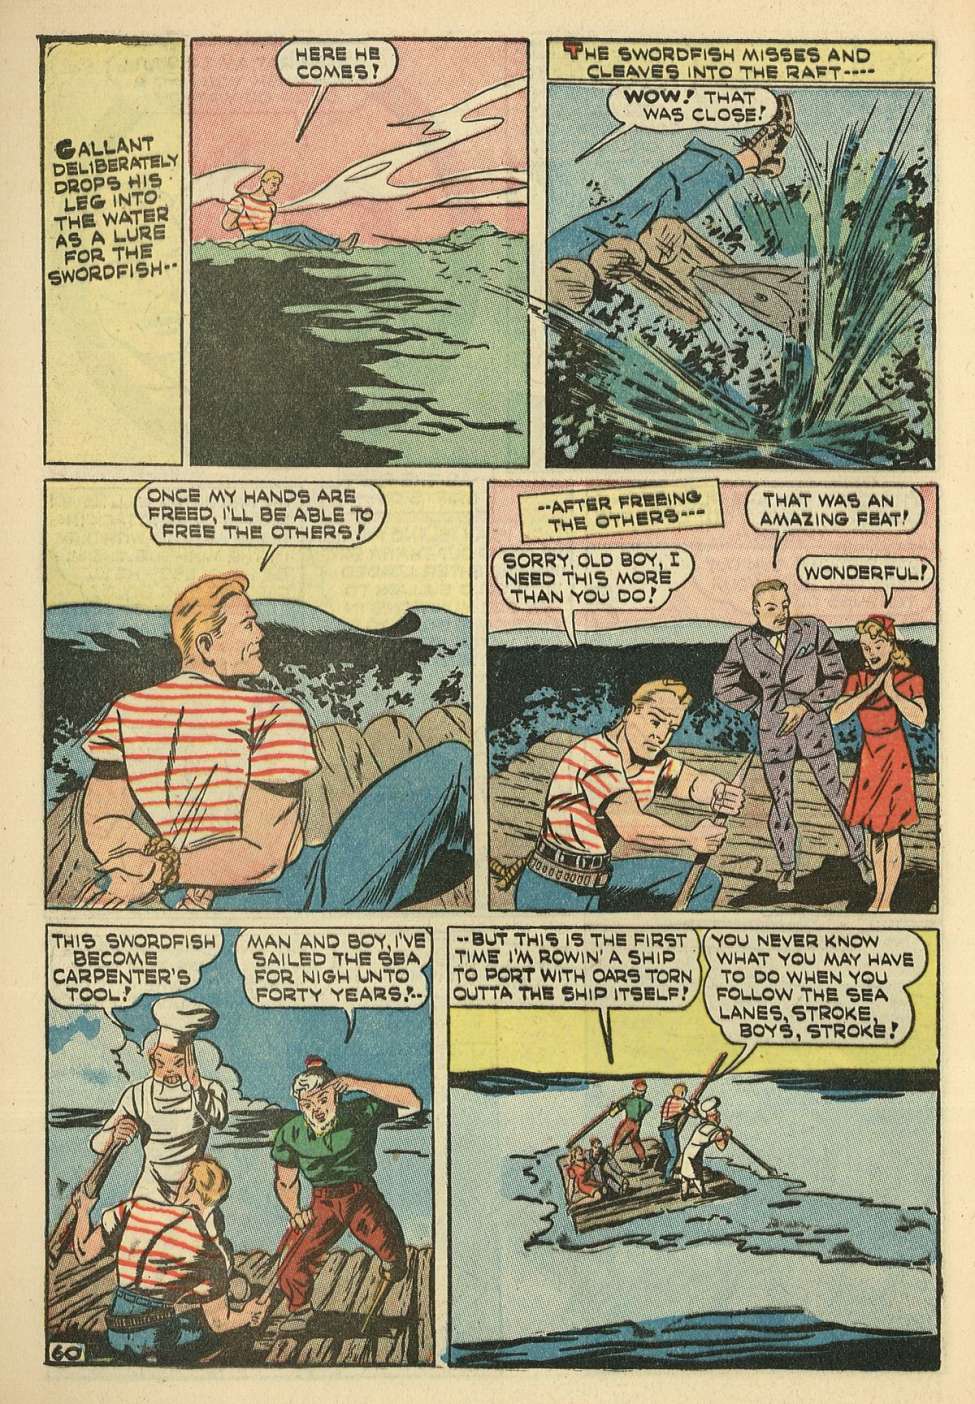 GALLANT
DELIBERATELY
DROPS HIS
LEG INTO
THE WATER
AS A LURE
FOR THE
SWORDFISH--
HERE HE
COMES!
THE SWORDFISH MISSES AND
CLEAVES INTO THE RAFT----
WOW! THAT
WAS CLOSE!
ONCE MY HANDS ARE
FREED, I'LL BE ABLE TO
FREE THE OTHERS!
--AFTER FREEING
THE OTHERS---
SORRY, OLD BOY, I
NEED THIS MORE
THAN YOU DO!
THAT WAS AN
AMAZING FEAT!
WONDERFUL!
THIS SWORDFISH
BECOME
CARPENTER'S
TOOL!
MAN AND BOY, I'VE
SAILED THE SEA
FOR NIGH UNTO
FORTY YEARS!--
--BUT THIS IS THE FIRST
TIME I'M ROWIN' A SHIP
TO PORT WITH OARS TORN
OUTTA THE SHIP ITSELF!
YOU NEVER KNOW
WHAT YOU MAY HAVE
TO DO WHEN YOU
FOLLOW THE SEA
LANES, STROKE,
BOYS, STROKE!
60